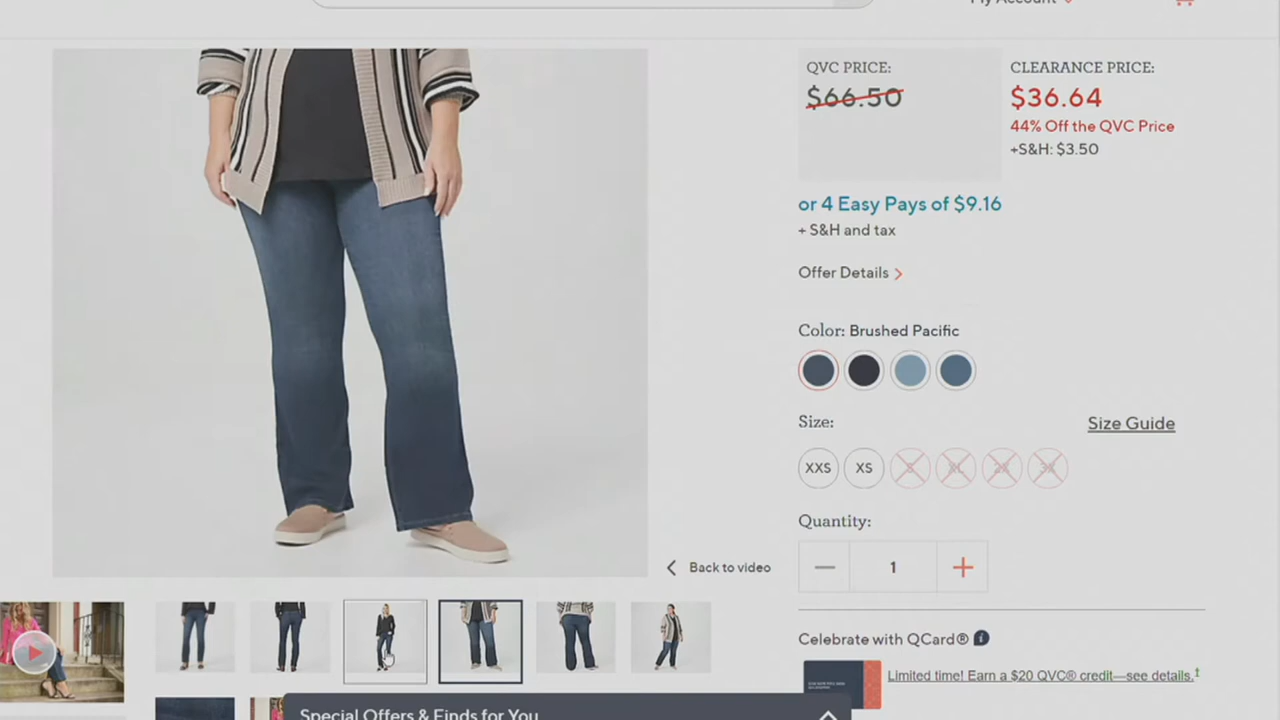 My Account
QVC PRICE:
$66.50
CLEARANCE PRICE:
$36.64
44% Off the QVC Price
+S&H: $3.50
or 4 Easy Pays of $9.16
+ S&H and tax
Offer Details
Color: Brushed Pacific
Size:
Size Guide
XXS
XS
Quantity:
1
Back to video
Celebrate with QCard®
Limited time! Earn a $20 QVC® credit—see details.†
Special Offers & Finds for You